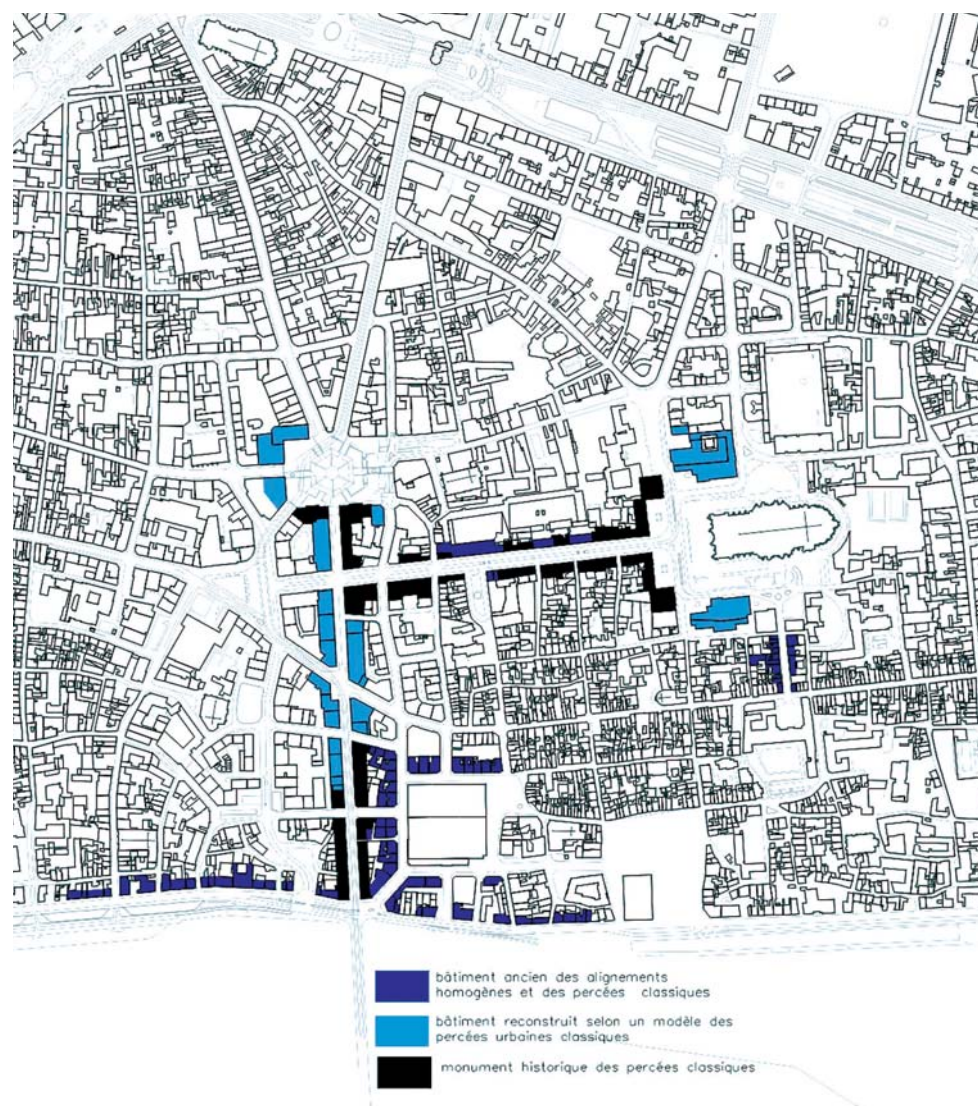 bâtiment ancien des alignements
homogènes et des percées classiques
bâtiment reconstruit selon un modèle des
percées urbaines classiques
monument historique des percées classiques